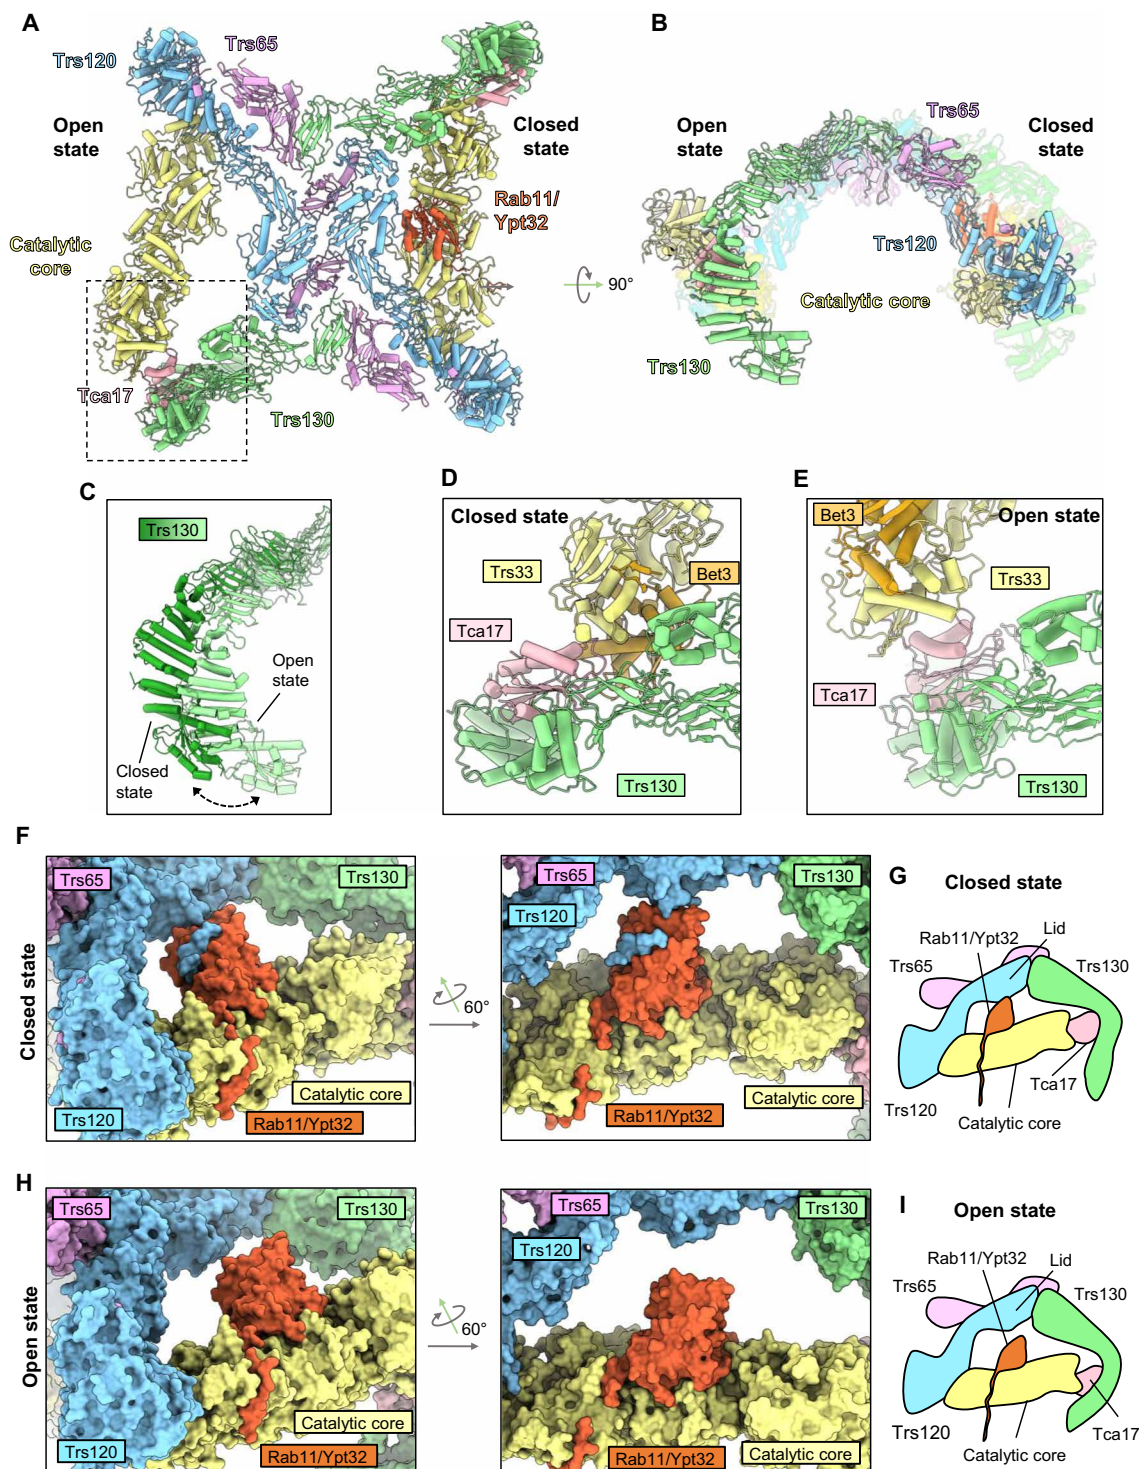 A
Trs120
Trs65
Open
state
Closed
state
Rab11/
Ypt32
Catalytic
core
Tca17
Trs130
90°
B
Trs65
Open
state
Closed
state
Trs120
Catalytic core
Trs130
C
Trs130
Open
state
Closed
state
D
Closed state
Trs33
Bet3
Tca17
Trs130
E
Bet3
Open state
Trs33
Tca17
Trs130
F
Closed state
Trs65
Trs130
Trs120
Catalytic core
Rab11/Ypt32
60°
Trs65
Trs130
Trs120
Catalytic core
Rab11/Ypt32
G
Closed state
Rab11/Ypt32
Lid
Trs65
Trs130
Tca17
Trs120
Catalytic core
H
Open state
Trs65
Trs130
Trs120
Catalytic core
Rab11/Ypt32
60°
Trs65
Trs130
Trs120
Rab11/Ypt32
Catalytic core
I
Open state
Rab11/Ypt32
Lid
Trs65
Trs130
Trs120
Tca17
Catalytic core